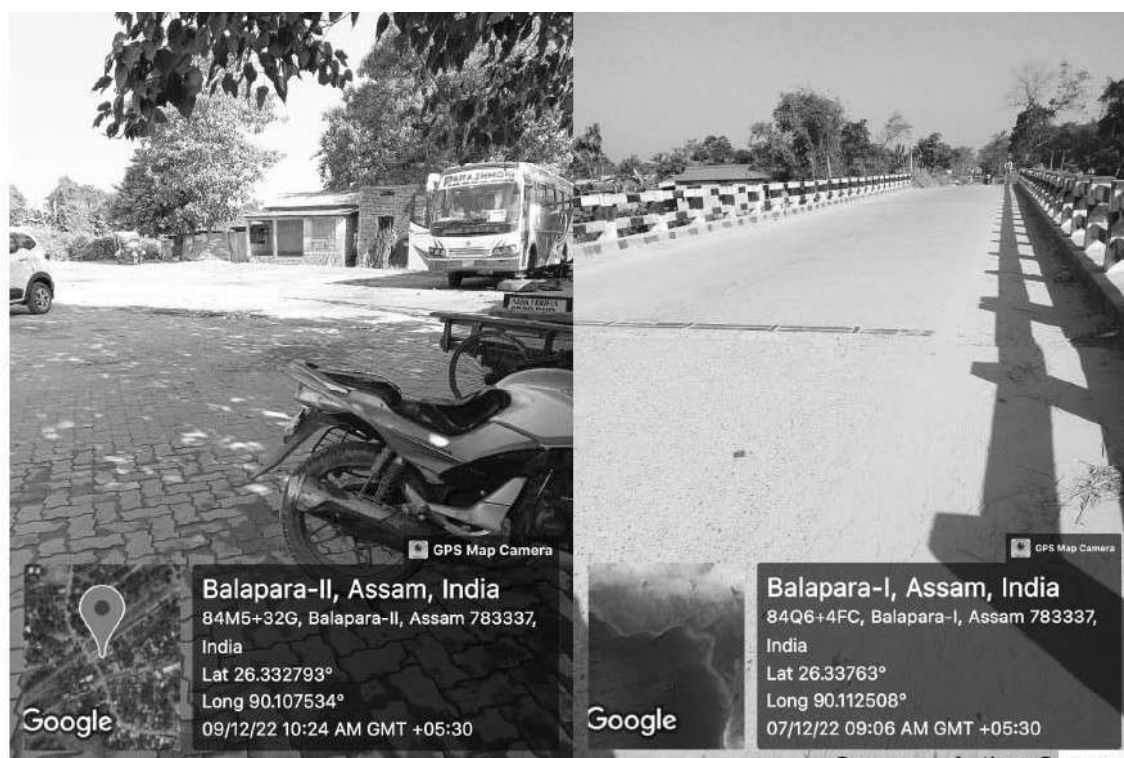 PARASHMONI
GPS Map Camera
Balapara-II, Assam, India
84M5+32G, Balapara-II, Assam 783337,
India
Lat 26.332793°
Long 90.107534°
09/12/22 10:24 AM GMT +05:30
Google
GPS Map Camera
Balapara-I, Assam, India
84Q6+4FC, Balapara-I, Assam 783337,
India
Lat 26.33763°
Long 90.112508°
07/12/22 09:06 AM GMT +05:30
Google